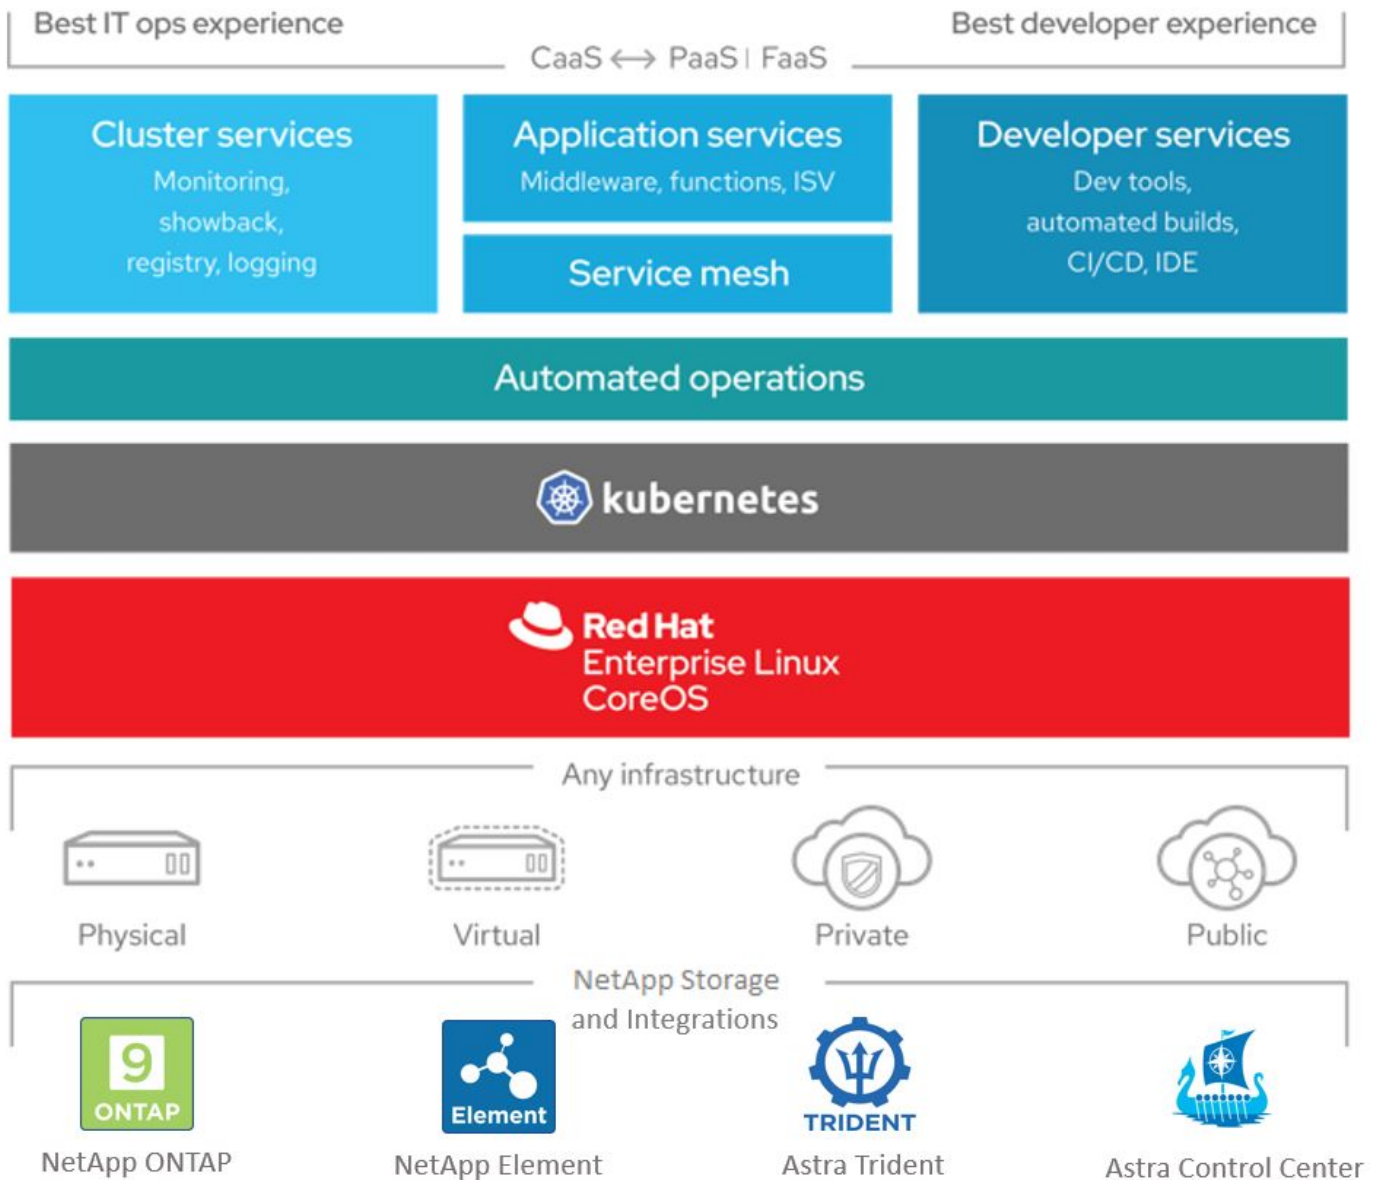 Best IT ops experience
Best developer experience
CaaS ↔ PaaS | FaaS
Cluster services
Monitoring,
showback,
registry, logging
Application services
Middleware, functions, ISV
Service mesh
Developer services
Dev tools,
automated builds,
CI/CD, IDE
Automated operations
kubernetes
Red Hat
Enterprise Linux
CoreOS
Any infrastructure
Physical
Virtual
Private
Public
NetApp Storage
and Integrations
9
ONTAP
NetApp ONTAP
Element
NetApp Element
TRIDENT
Astra Trident
Astra Control Center